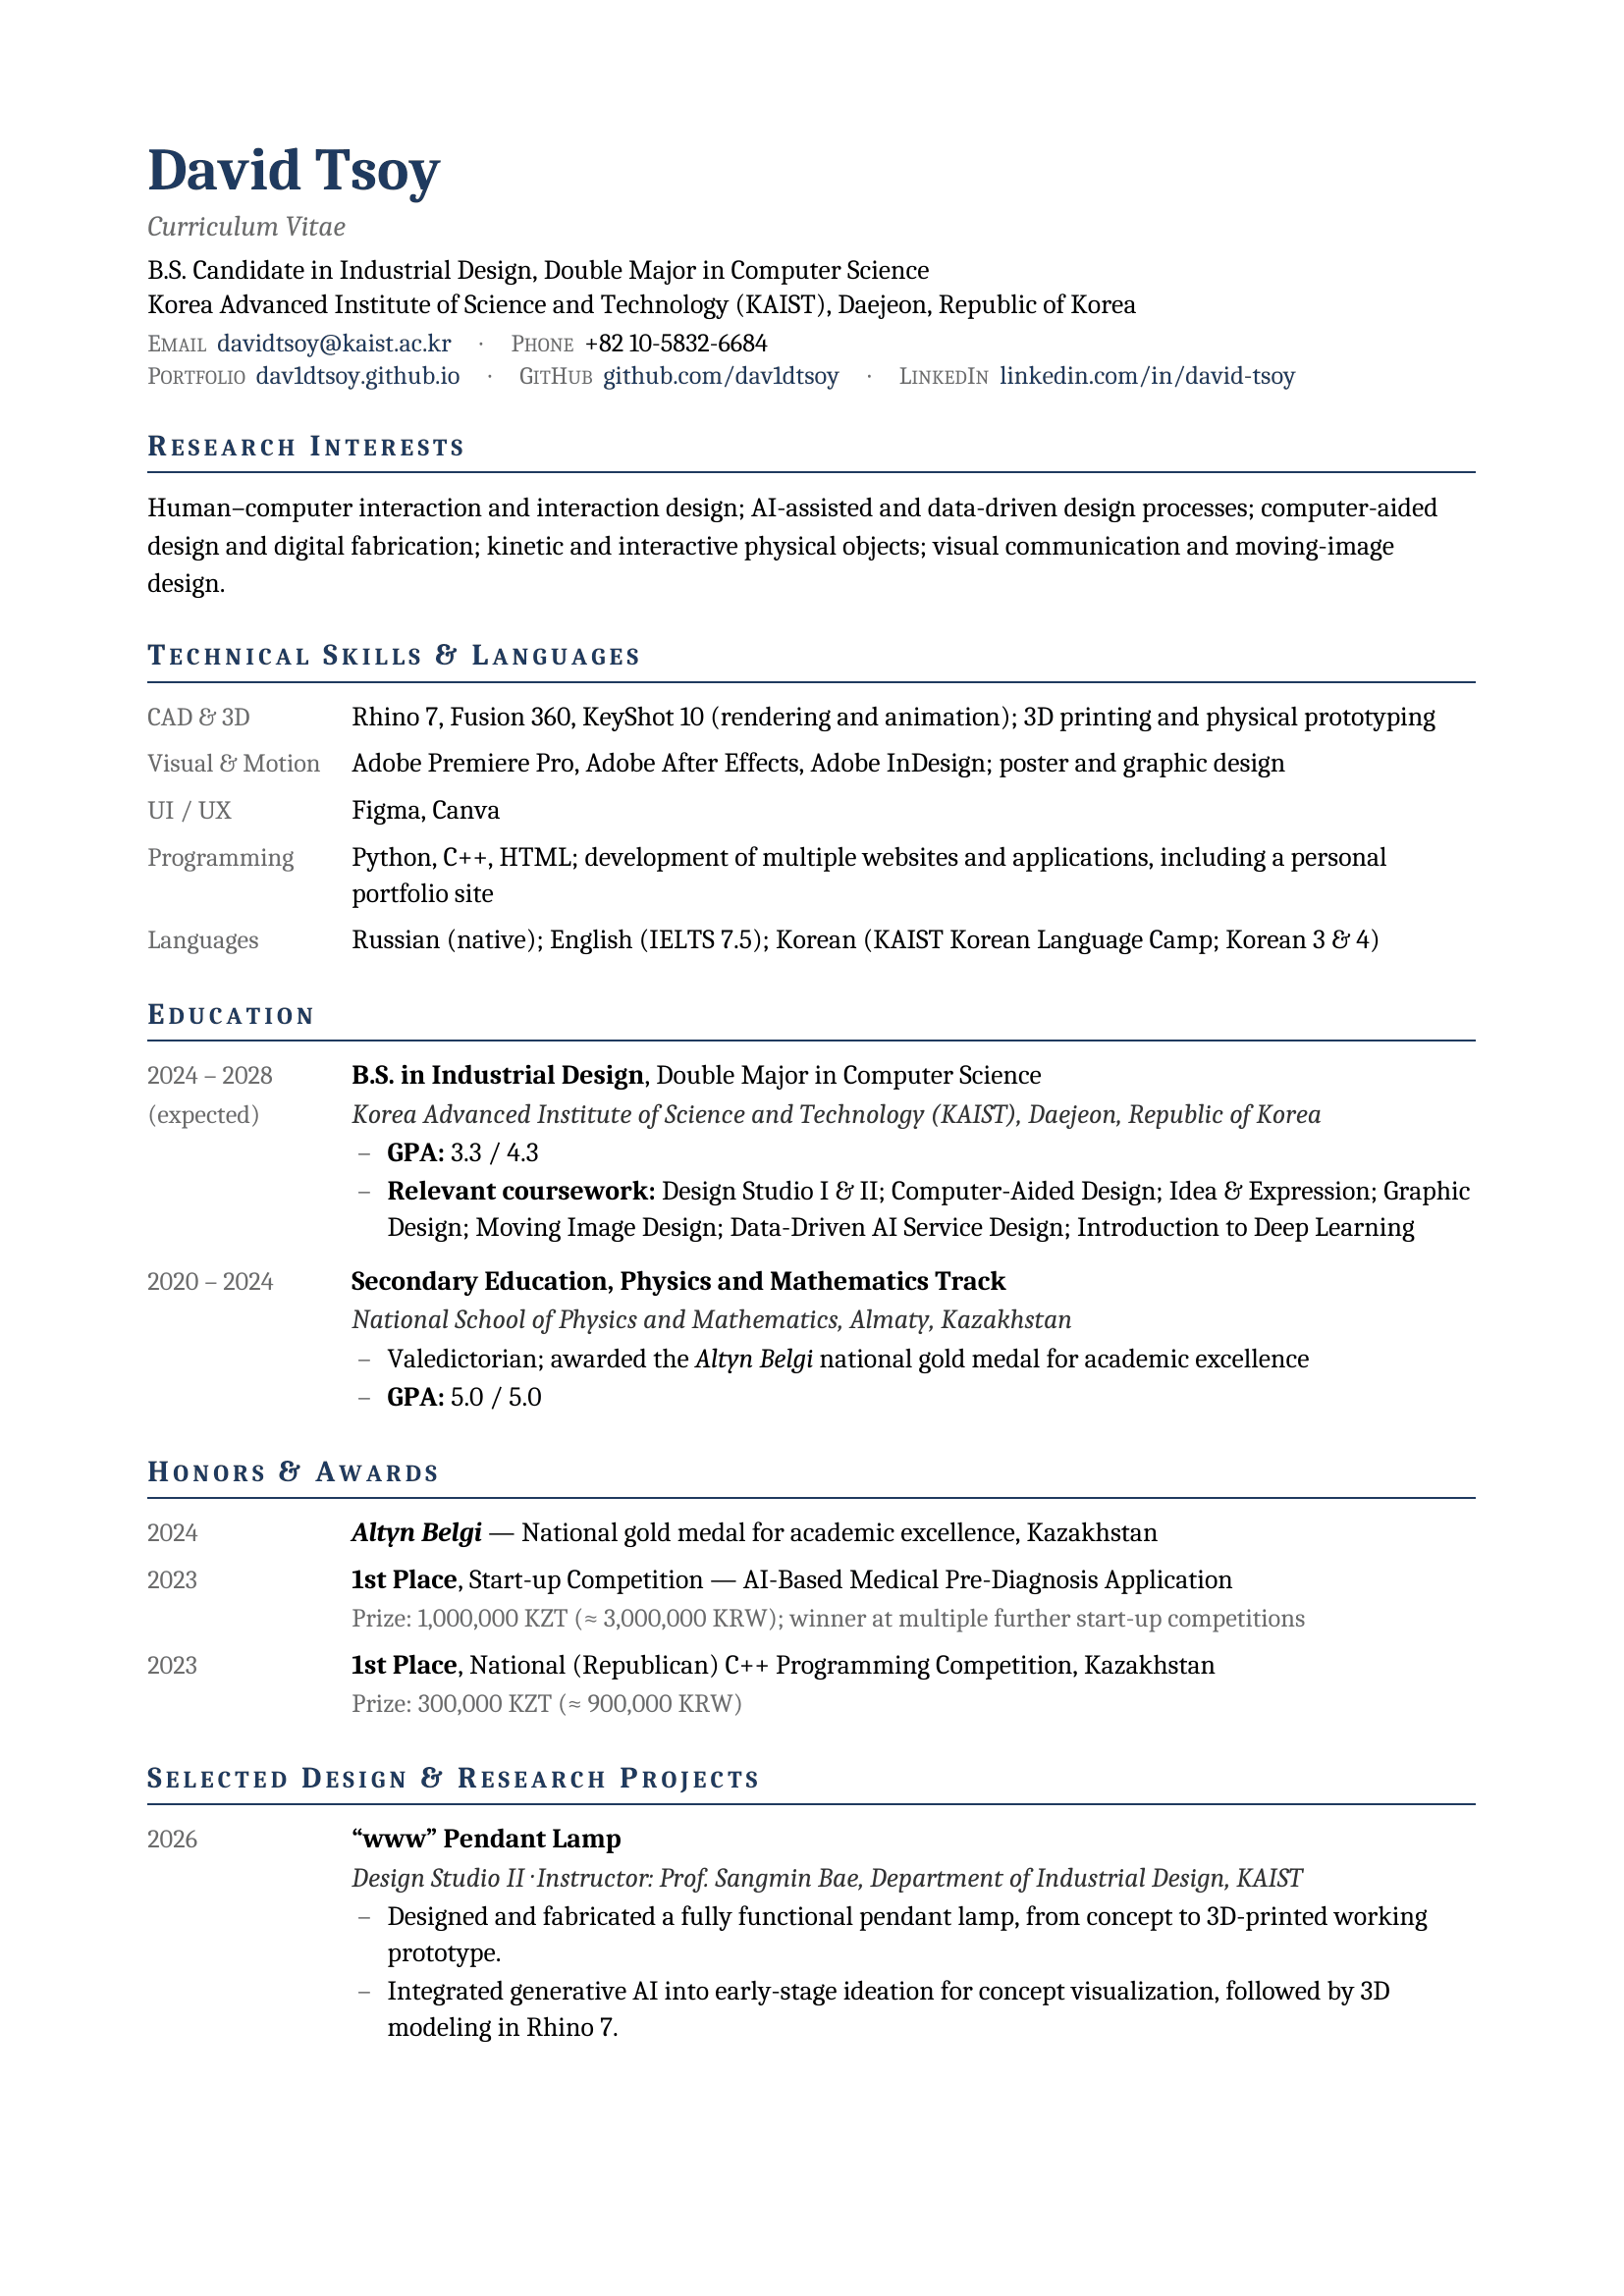 David Tsoy
Curriculum Vitae
B.S. Candidate in Industrial Design, Double Major in Computer Science
Korea Advanced Institute of Science and Technology (KAIST), Daejeon, Republic of Korea
Email davidtsoy@kaist.ac.kr · Phone +82 10-5832-6684
Portfolio dav1dtsoy.github.io · GitHub github.com/dav1dtsoy · LinkedIn linkedin.com/in/david-tsoy
Research Interests
Human–computer interaction and interaction design; AI-assisted and data-driven design processes; computer-aided
design and digital fabrication; kinetic and interactive physical objects; visual communication and moving-image
design.
Technical Skills & Languages
CAD & 3D Rhino 7, Fusion 360, KeyShot 10 (rendering and animation); 3D printing and physical prototyping
Visual & Motion Adobe Premiere Pro, Adobe After Effects, Adobe InDesign; poster and graphic design
UI / UX Figma, Canva
Programming Python, C++, HTML; development of multiple websites and applications, including a personal
portfolio site
Languages Russian (native); English (IELTS 7.5); Korean (KAIST Korean Language Camp; Korean 3 & 4)
Education
2024 – 2028 B.S. in Industrial Design, Double Major in Computer Science
(expected) Korea Advanced Institute of Science and Technology (KAIST), Daejeon, Republic of Korea
– GPA: 3.3 / 4.3
– Relevant coursework: Design Studio I & II; Computer-Aided Design; Idea & Expression; Graphic
Design; Moving Image Design; Data-Driven AI Service Design; Introduction to Deep Learning
2020 – 2024 Secondary Education, Physics and Mathematics Track
National School of Physics and Mathematics, Almaty, Kazakhstan
– Valedictorian; awarded the Altyn Belgi national gold medal for academic excellence
– GPA: 5.0 / 5.0
Honors & Awards
2024 Altyn Belgi — National gold medal for academic excellence, Kazakhstan
2023 1st Place, Start-up Competition — AI-Based Medical Pre-Diagnosis Application
Prize: 1,000,000 KZT (≈ 3,000,000 KRW); winner at multiple further start-up competitions
2023 1st Place, National (Republican) C++ Programming Competition, Kazakhstan
Prize: 300,000 KZT (≈ 900,000 KRW)
Selected Design & Research Projects
2026 “www” Pendant Lamp
Design Studio II · Instructor: Prof. Sangmin Bae, Department of Industrial Design, KAIST
– Designed and fabricated a fully functional pendant lamp, from concept to 3D-printed working
prototype.
– Integrated generative AI into early-stage ideation for concept visualization, followed by 3D
modeling in Rhino 7.